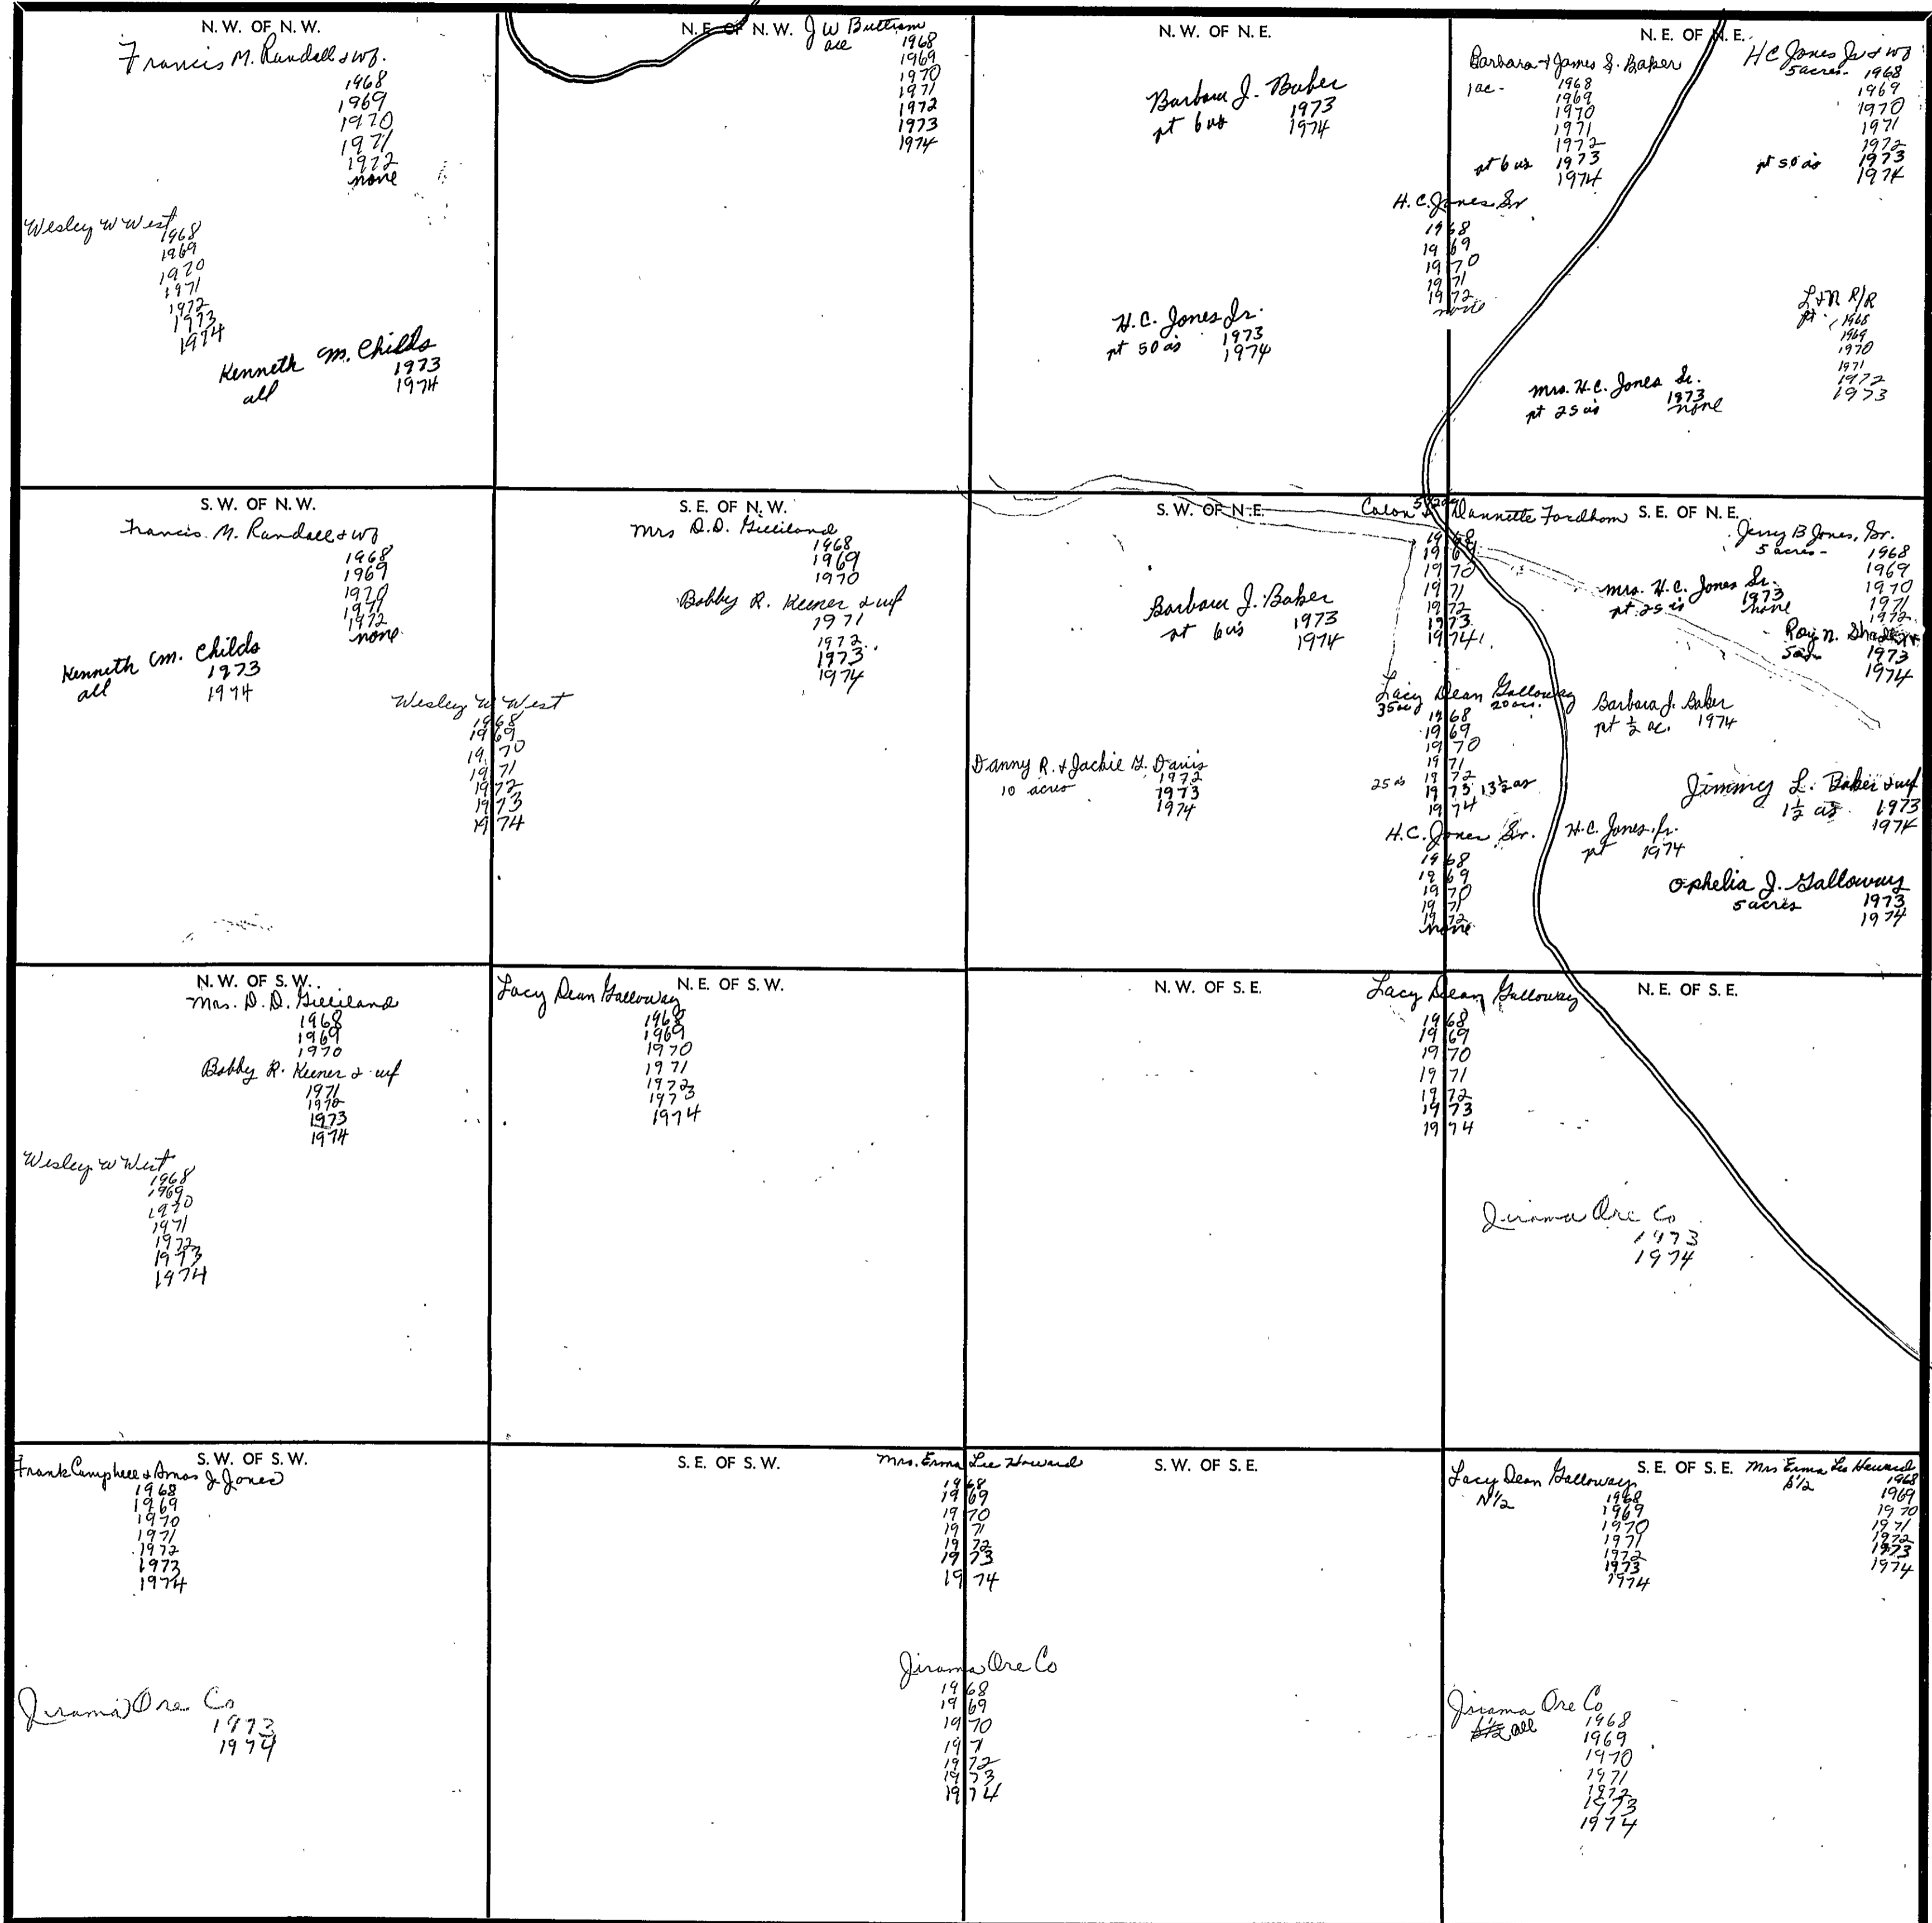 N. W. OF N. W.
Francis M. Randall & wf.
1968
1969
1970
1971
1972
none
Wesley W West
1968
1969
1970
1971
1972
1973
1974
Kenneth M. Childs
all 1973
1974
N. E. OF N. W. J W Buttram
all 1968
1969
1970
1971
1972
1973
1974
N. W. OF N. E.
Barbara J. Baker
pt 6 as 1973
1974
H. C. Jones Jr.
pt 50 as 1973
1974
H. C. Jones Sr
1968
1969
1970
1971
1972
none
N. E. OF N. E.
Barbara & James S. Baker
1 ac - 1968
1969
1970
1971
1972
pt 6 as 1973
1974
H C Jones Jr & wf
5 acres - 1968
1969
1970
1971
1972
pt 50 as 1973
1974
L & N R/R
pt. 1968
1969
1970
1971
1972
1973
Mrs. H. C. Jones Sr.
pt 25 as 1973
none
S. W. OF N. W.
Francis. M. Randall & wf
1968
1969
1970
1971
1972
none
Kenneth M. Childs
all 1973
1974
Wesley W West
1968
1969
1970
1971
1972
1973
1974
S. E. OF N. W.
Mrs D. D. Gilliland
1968
1969
1970
Bobby R. Keener & wf
1971
1972
1973
1974
S. W. OF N. E.
Barbara J. Baker
pt 6 as 1973
1974
Danny R. & Jackie G. Davis
10 acres 1972
1973
1974
Colon Dannette Fordham
1968
1969
1970
1971
1972
1973
1974
Lacy Dean Galloway
35 ac 20 acs.
1968
1969
1970
1971
1972
25 as 1973 13½ as
1974
H. C. Jones Sr.
1968
1969
1970
1971
1972
none
S. E. OF N. E.
Jerry B Jones, Sr.
5 acres - 1968
1969
1970
1971
1972
Mrs. H. C. Jones Sr.
pt. 25 as 1973
none
Roy N.
1973
1974
Barbara J. Baker
pt ½ ac. 1974
Jimmy L. Baker & wf
1½ as 1973
1974
H. C. Jones, Jr.
pt 1974
Ophelia J. Galloway
5 acres 1973
1974
N. W. OF S. W.
Mrs. D. D. Gilliland
1968
1969
1970
Bobby R. Keener & wf
1971
1972
1973
1974
Wesley W West
1968
1969
1970
1971
1972
1973
1974
N. E. OF S. W.
Lacy Dean Galloway
1968
1969
1970
1971
1972
1973
1974
N. W. OF S. E.
Lacy Dean Galloway
1968
1969
1970
1971
1972
1973
1974
N. E. OF S. E.
Jirama Ore Co
1973
1974
S. W. OF S. W.
Frank Camphell & Amos J. Jones
1968
1969
1970
1971
1972
1973
1974
Jirama Ore Co
1973
1974
S. E. OF S. W.
Mrs. Erma Lee Howard
1968
1969
1970
1971
1972
1973
1974
Jirama Ore Co
1968
1969
1970
1971
1972
1973
1974
S. W. OF S. E.
S. E. OF S. E.
Lacy Dean Galloway
N½ 1968
1969
1970
1971
1972
1973
1974
Mrs Erma Lee Howard
S½ 1968
1969
1970
1971
1972
1973
1974
Jirama Ore Co
S½ all 1968
1969
1970
1971
1972
1973
1974